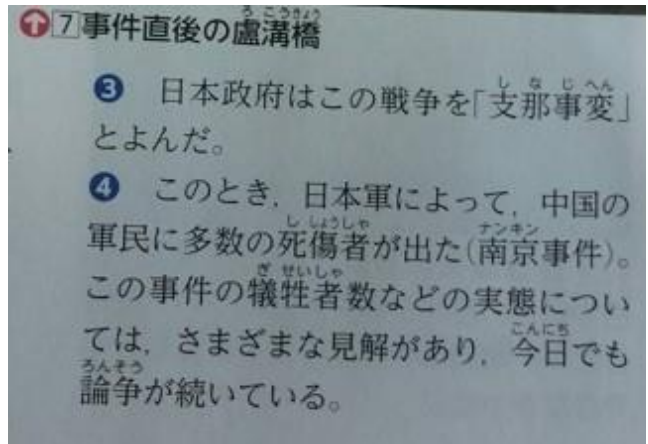 ⬆7事件直後の盧溝橋
❸ 日本政府はこの戦争を「支那事変」
とよんだ。
❹ このとき，日本軍によって，中国の
軍民に多数の死傷者が出た(南京事件)。
この事件の犠牲者数などの実態につい
ては，さまざまな見解があり，今日でも
論争が続いている。